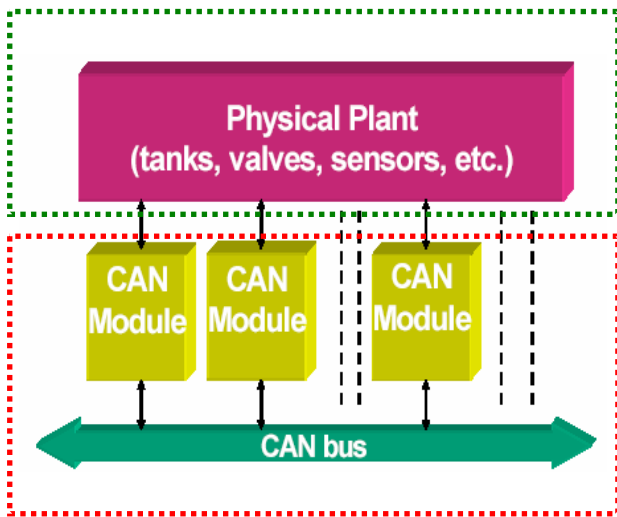 Physical Plant
(tanks, valves, sensors, etc.)
CAN
Module
CAN
Module
CAN
Module
CAN bus